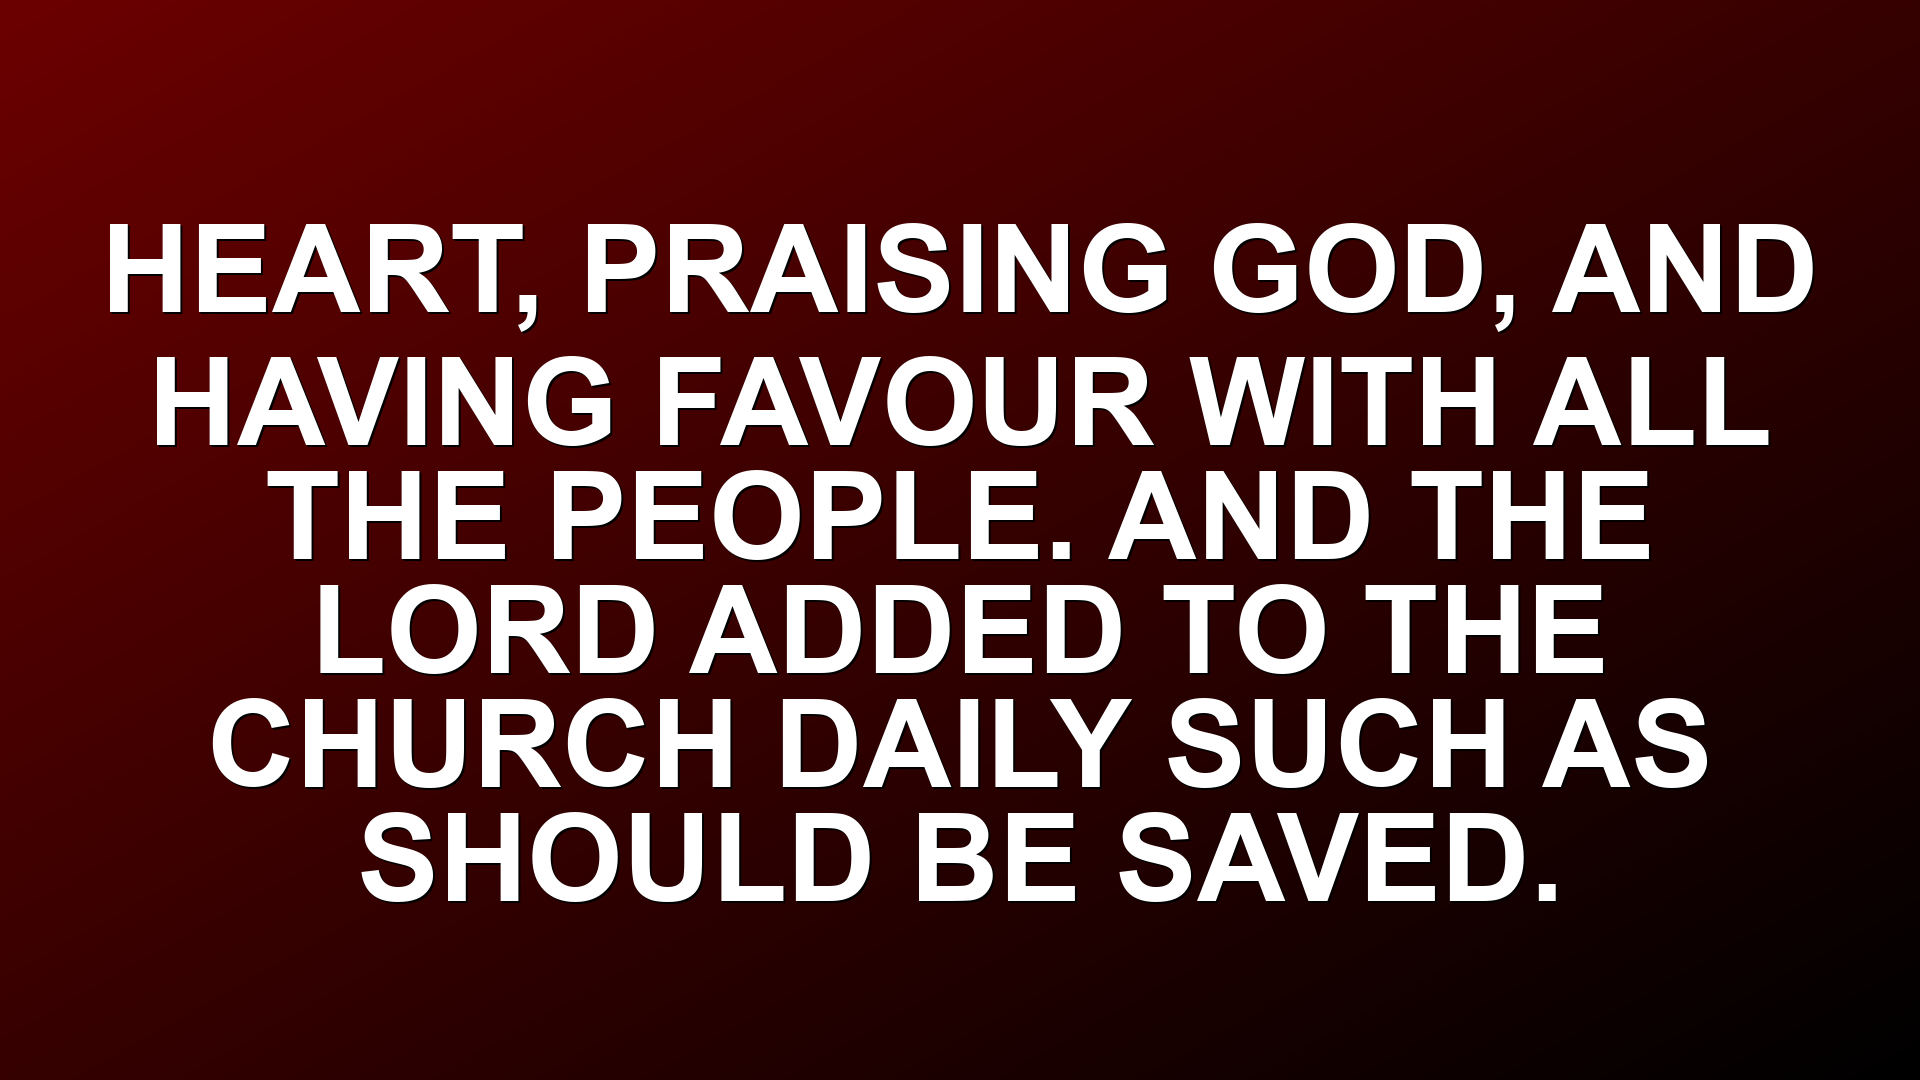 HEART, PRAISING GOD, AND
HAVING FAVOUR WITH ALL
THE PEOPLE. AND THE
LORD ADDED TO THE
CHURCH DAILY SUCH AS
SHOULD BE SAVED.